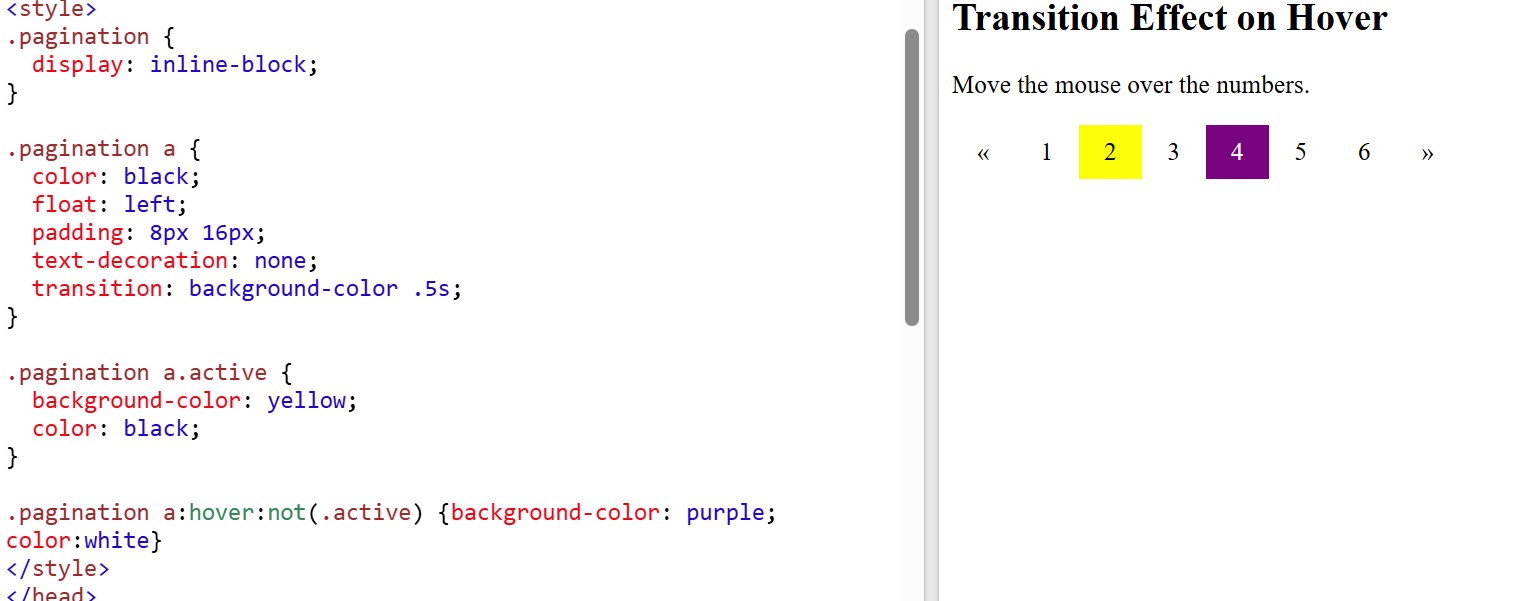 <style>
.pagination {
  display: inline-block;
}

.pagination a {
  color: black;
  float: left;
  padding: 8px 16px;
  text-decoration: none;
  transition: background-color .5s;
}

.pagination a.active {
  background-color: yellow;
  color: black;
}

.pagination a:hover:not(.active) {background-color: purple;
color:white}
</style>
</head>
Transition Effect on Hover
Move the mouse over the numbers.
« 1 2 3 4 5 6 »